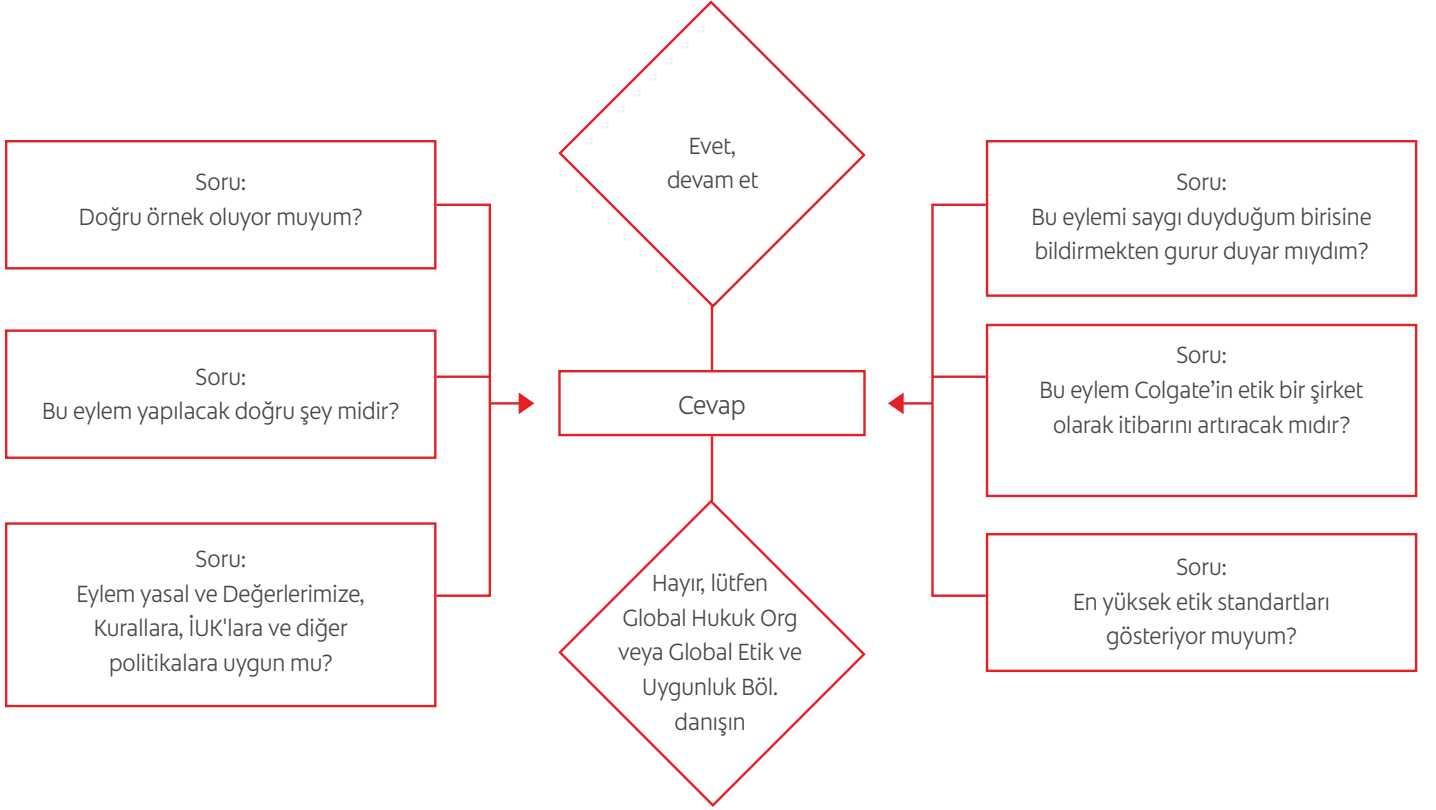 Soru:
Doğru örnek oluyor muyum?
Soru:
Bu eylem yapılacak doğru şey midir?
Soru:
Eylem yasal ve Değerlerimize,
Kurallara, İUK'lara ve diğer
politikalara uygun mu?
Evet,
devam et
Cevap
Hayır, lütfen
Global Hukuk Org
veya Global Etik ve
Uygunluk Böl.
danışın
Soru:
Bu eylemi saygı duyduğum birisine
bildirmekten gurur duyar mıydım?
Soru:
Bu eylem Colgate’in etik bir şirket
olarak itibarını artıracak mıdır?
Soru:
En yüksek etik standartları
gösteriyor muyum?